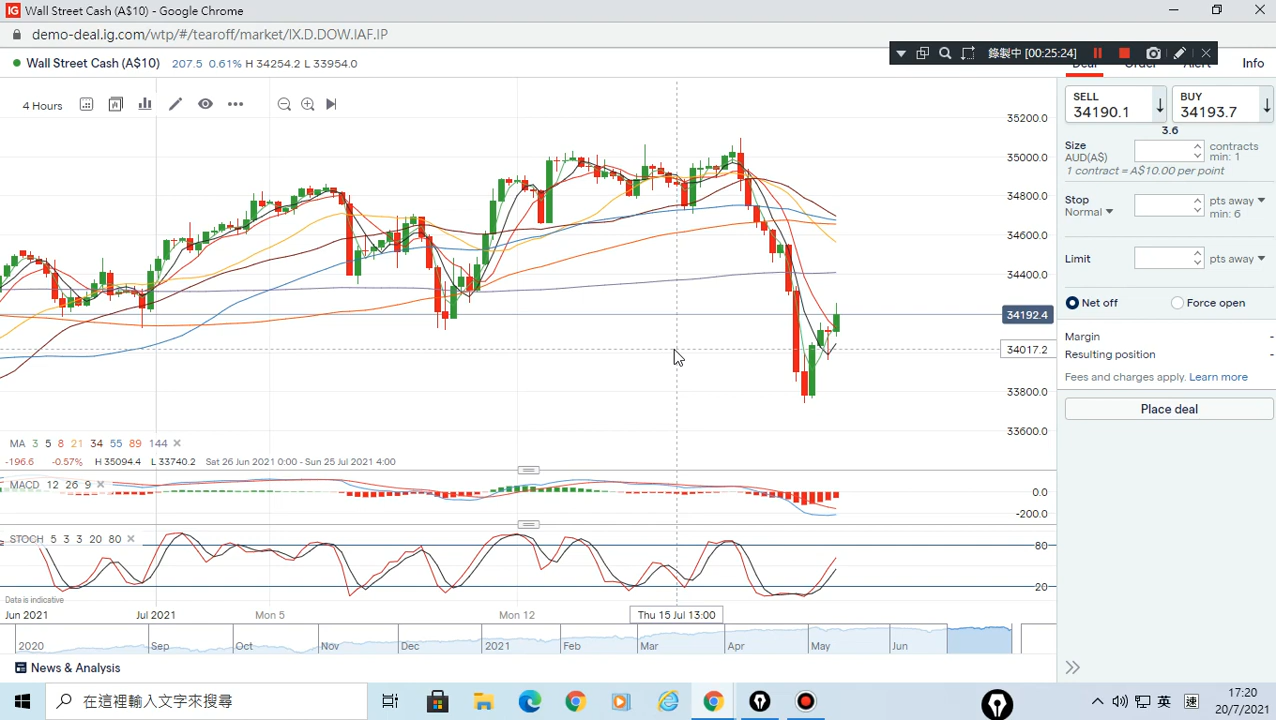 IG Wall Street Cash (A$10) - Google Chrome
demo-deal.ig.com/wtp/#/tearoff/market/IX.D.DOW.IAF.IP
Wall Street Cash (A$10) 207.5 0.61% H 34254.2 L 33954.0
錄製中 [00:25:24]
Deal Order Alert Info
4 Hours
35200.0
35000.0
34800.0
34600.0
34400.0
34192.4
34017.2
33800.0
33600.0
SELL
34190.1
BUY
34193.7
3.6
Size
AUD(A$)
contracts
min: 1
1 contract = A$10.00 per point
Stop
Normal
pts away
min: 6
Limit
pts away
Net off
Force open
Margin -
Resulting position -
Fees and charges apply. Learn more
Place deal
MA 3 5 8 21 34 55 89 144
-196.6 -0.57% H 35094.4 L 33740.2 Sat 26 Jun 2021 0:00 - Sun 25 Jul 2021 4:00
MACD 12 26 9
0.0
-200.0
STOCH 5 3 3 20 80
80
20
Data is indicative
Jun 2021 Jul 2021 Mon 5 Mon 12 Thu 15 Jul 13:00
2020 Sep Oct Nov Dec 2021 Feb Mar Apr May Jun
News & Analysis
在這裡輸入文字來搜尋
英
17:20
20/7/2021